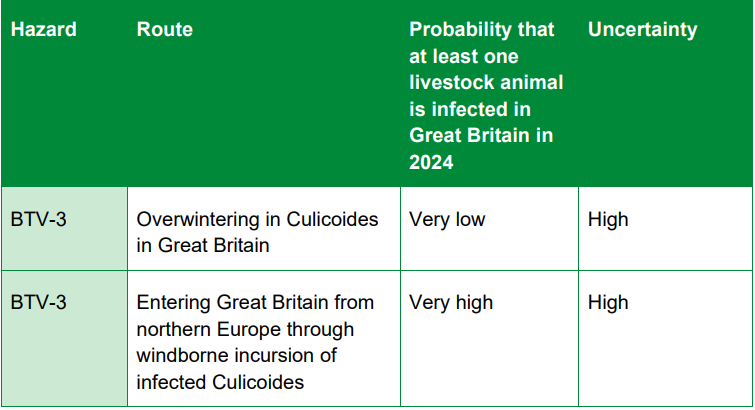 Hazard
Route
Probability that
at least one
livestock animal
is infected in
Great Britain in
2024
Uncertainty
BTV-3
Overwintering in Culicoides
in Great Britain
Very low
High
BTV-3
Entering Great Britain from
northern Europe through
windborne incursion of
infected Culicoides
Very high
High